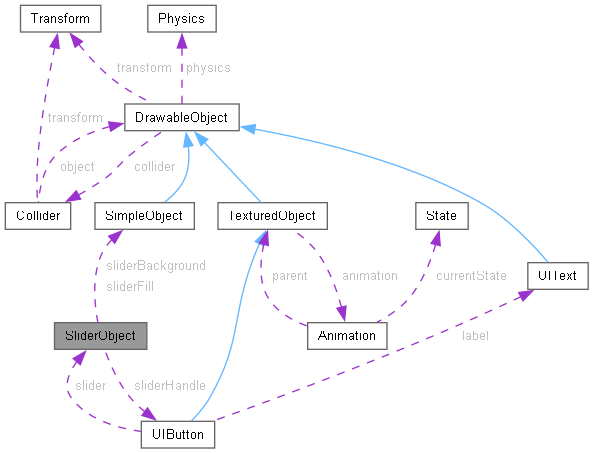 Transform
Physics
transform
physics
DrawableObject
transform
object
collider
Collider
SimpleObject
TexturedObject
State
sliderBackground
sliderFill
parent
animation
currentState
UIText
SliderObject
Animation
label
slider
sliderHandle
UIButton